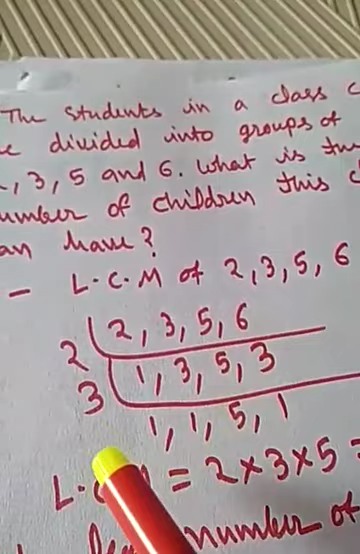 The students in a class
divided into groups of
, 3, 5 and 6. What is the
number of children this
have?
- L.C.M of 2, 3, 5, 6
2 | 2, 3, 5, 6
3 | 1, 3, 5, 3
1, 1, 5, 1
= 2×3×5 =
number of